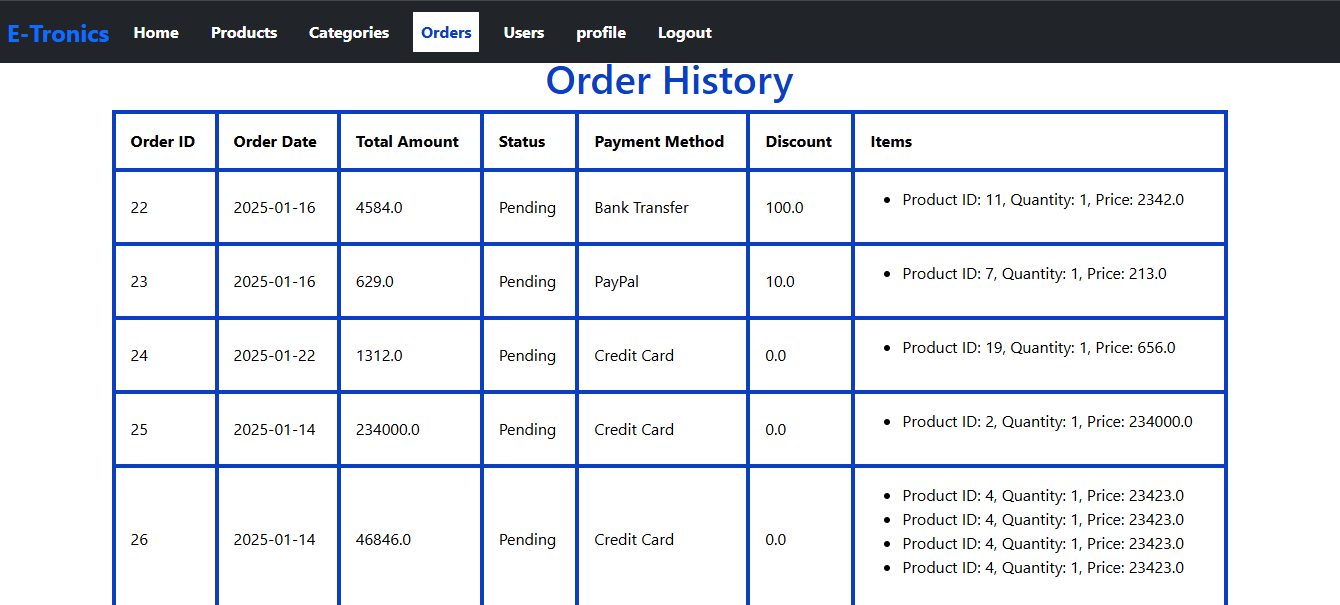 E-Tronics Home Products Categories Orders Users profile Logout
Order History
Order ID Order Date Total Amount Status Payment Method Discount Items
22 2025-01-16 4584.0 Pending Bank Transfer 100.0 • Product ID: 11, Quantity: 1, Price: 2342.0
23 2025-01-16 629.0 Pending PayPal 10.0 • Product ID: 7, Quantity: 1, Price: 213.0
24 2025-01-22 1312.0 Pending Credit Card 0.0 • Product ID: 19, Quantity: 1, Price: 656.0
25 2025-01-14 234000.0 Pending Credit Card 0.0 • Product ID: 2, Quantity: 1, Price: 234000.0
26 2025-01-14 46846.0 Pending Credit Card 0.0 • Product ID: 4, Quantity: 1, Price: 23423.0
• Product ID: 4, Quantity: 1, Price: 23423.0
• Product ID: 4, Quantity: 1, Price: 23423.0
• Product ID: 4, Quantity: 1, Price: 23423.0